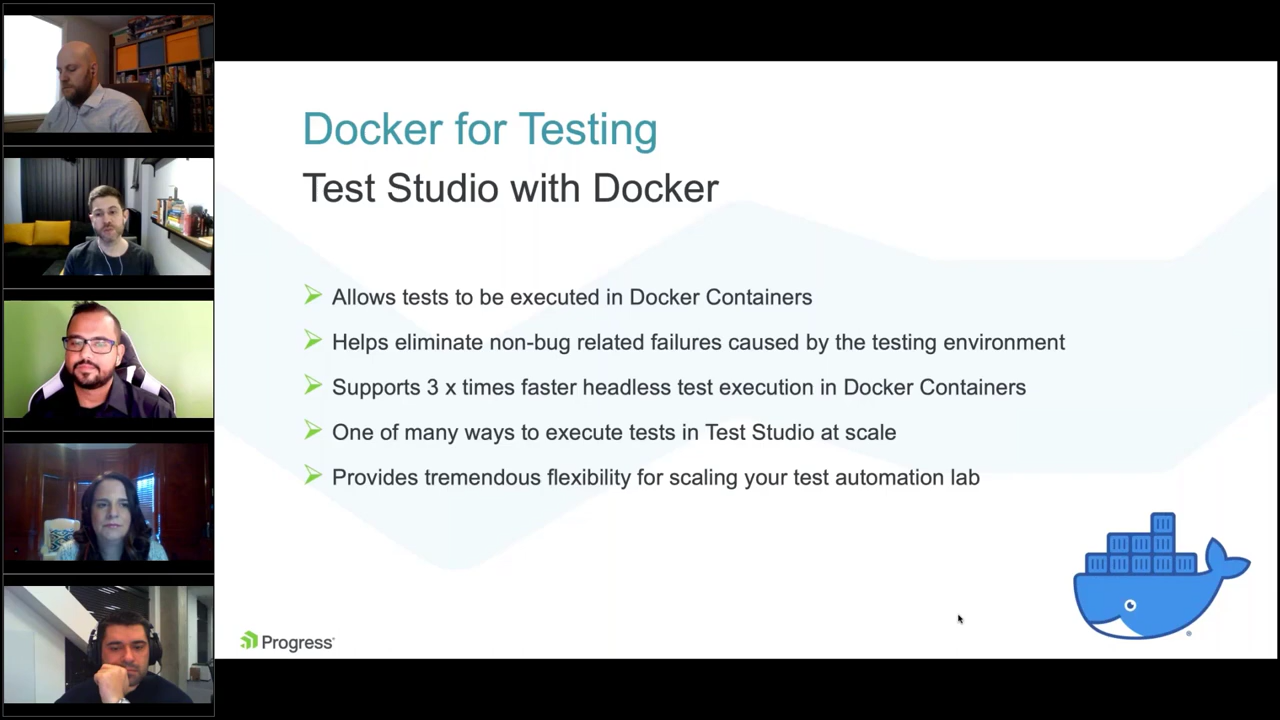 Docker for Testing
Test Studio with Docker
Allows tests to be executed in Docker Containers
Helps eliminate non-bug related failures caused by the testing environment
Supports 3 x times faster headless test execution in Docker Containers
One of many ways to execute tests in Test Studio at scale
Provides tremendous flexibility for scaling your test automation lab
Progress